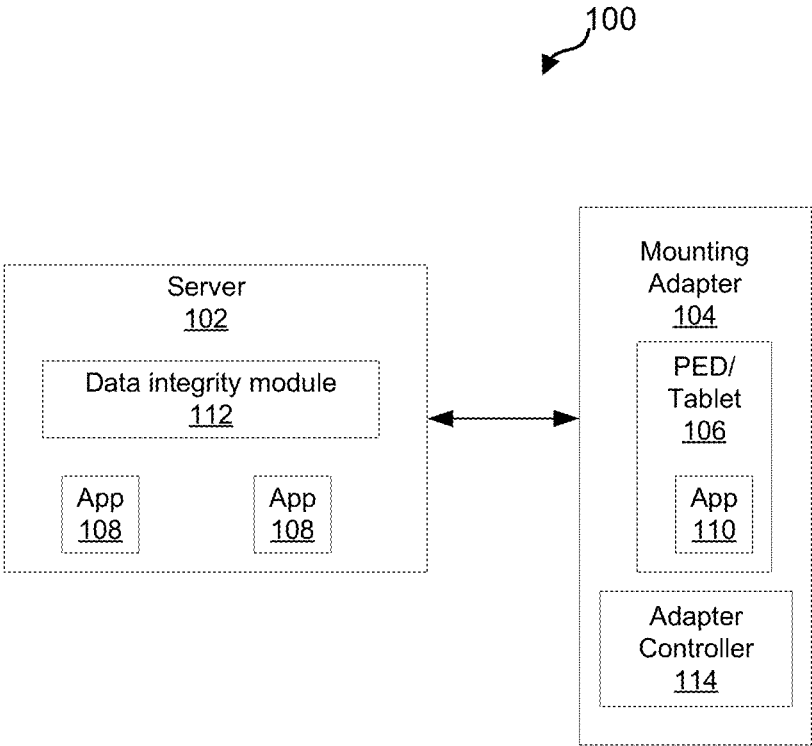 100
Server
102
Data integrity module
112
App
108
App
108
Mounting
Adapter
104
PED/
Tablet
106
App
110
Adapter
Controller
114